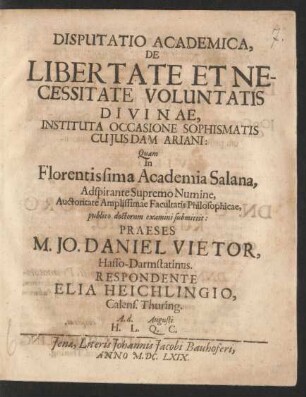 DISPUTATIO ACADEMICA,
DE
LIBERTATE ET NE-
CESSITATE VOLUNTATIS
DIVINAE,
INSTITUTA OCCASIONE SOPHISMATIS
CUJUSDAM ARIANI:
Quam
In
Florentissima Academia Salana,
Adspirante Supremo Numine,
Auctoritate Amplissimae Facultatis Philosophicae,
publico doctorum examini submittit:
PRAESES
M. JO. DANIEL VIETOR,
Hasso-Darmstatinus.
RESPONDENTE
ELIA HEICHLINGIO,
Calens. Thuring.
A.d. Augusti
H. L. Q. C.
Jenae, Literis Johannis Jacobi Bauhoferi,
ANNO M.DC. LXIX.